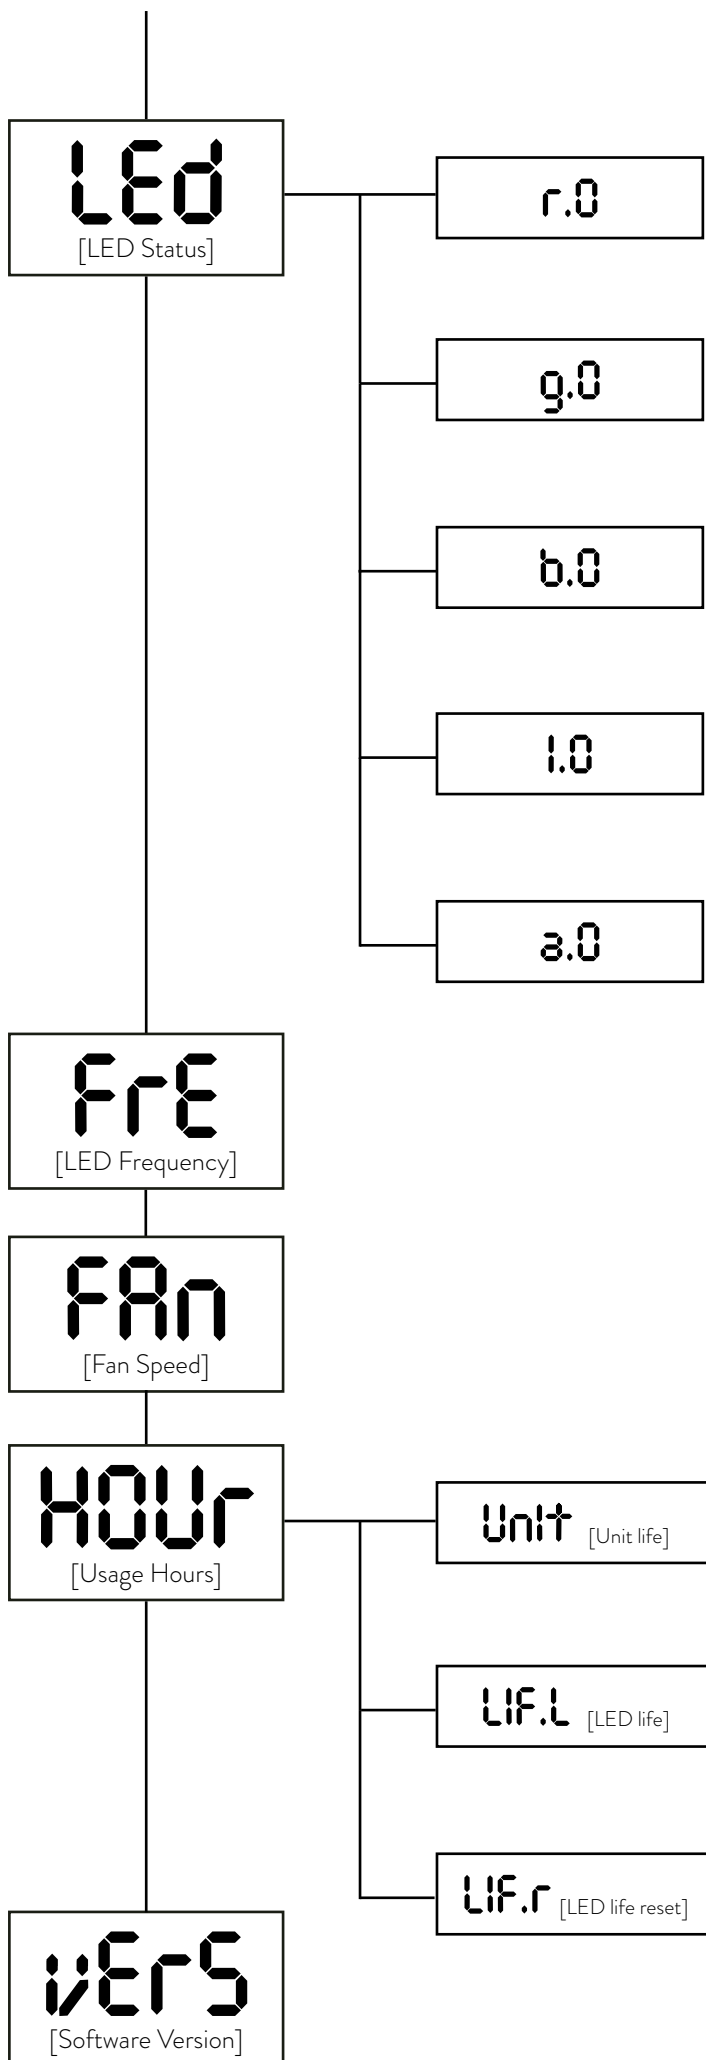 LEd
[LED Status]
r.0
g.0
b.0
l.0
a.0
FrE
[LED Frequency]
FAn
[Fan Speed]
HOUr
[Usage Hours]
UnIt [Unit life]
LIF.L [LED life]
LIF.r [LED life reset]
vErS
[Software Version]